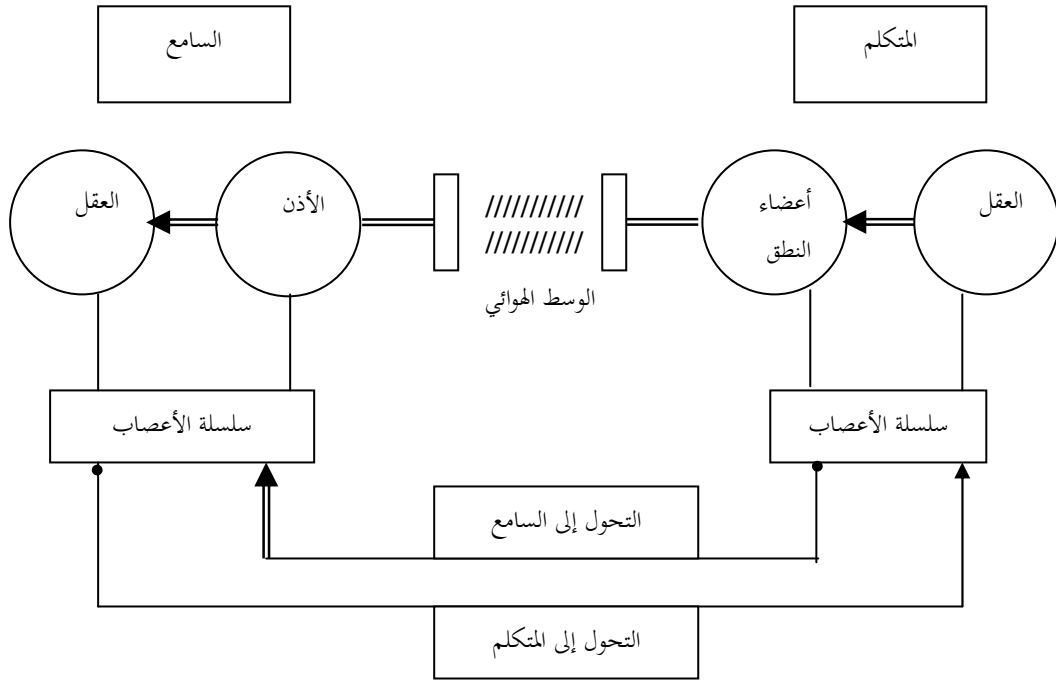 المتكلم
السامع
العقل
أعضاء
النطق
الأذن
العقل
الوسط الهوائي
سلسلة الأعصاب
سلسلة الأعصاب
التحول إلى السامع
التحول إلى المتكلم